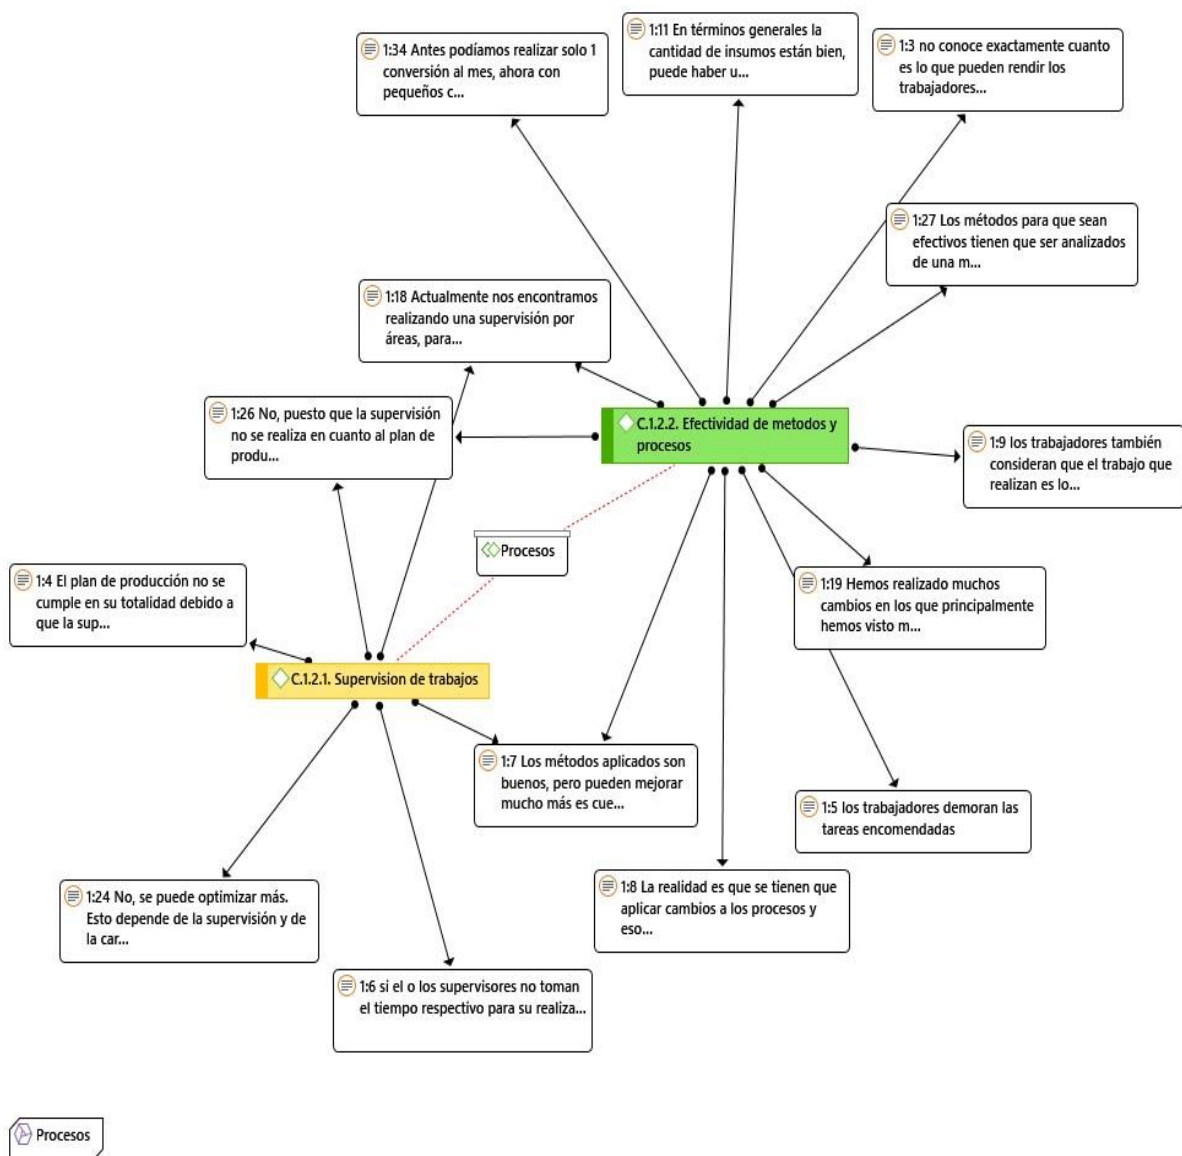 1:34 Antes podíamos realizar solo 1
conversión al mes, ahora con
pequeños c...
1:11 En términos generales la
cantidad de insumos están bien,
puede haber u...
1:3 no conoce exactamente cuanto
es lo que pueden rendir los
trabajadores...
1:27 Los métodos para que sean
efectivos tienen que ser analizados
de una m...
1:18 Actualmente nos encontramos
realizando una supervisión por
áreas, para...
1:26 No, puesto que la supervisión
no se realiza en cuanto al plan de
produ...
C.1.2.2. Efectividad de metodos y
procesos
1:9 los trabajadores también
consideran que el trabajo que
realizan es lo...
Procesos
1:4 El plan de producción no se
cumple en su totalidad debido a
que la sup...
1:19 Hemos realizado muchos
cambios en los que principalmente
hemos visto m...
C.1.2.1. Supervision de trabajos
1:7 Los métodos aplicados son
buenos, pero pueden mejorar
mucho más es cue...
1:5 los trabajadores demoran las
tareas encomendadas
1:24 No, se puede optimizar más.
Esto depende de la supervisión y de
la car...
1:8 La realidad es que se tienen que
aplicar cambios a los procesos y
eso...
1:6 si el o los supervisores no toman
el tiempo respectivo para su realiza...
Procesos